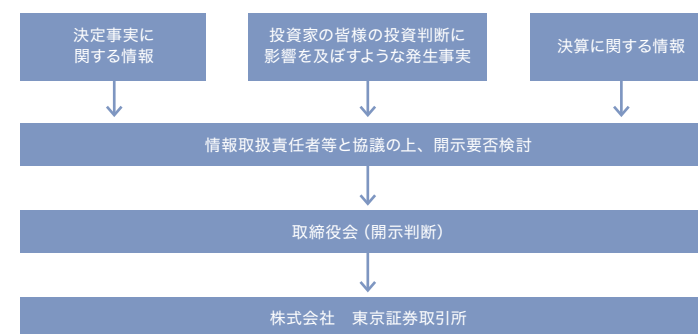 決定事実に
関する情報
投資家の皆様の投資判断に
影響を及ぼすような発生事実
決算に関する情報
情報取扱責任者等と協議の上、開示要否検討
取締役会（開示判断）
株式会社　東京証券取引所